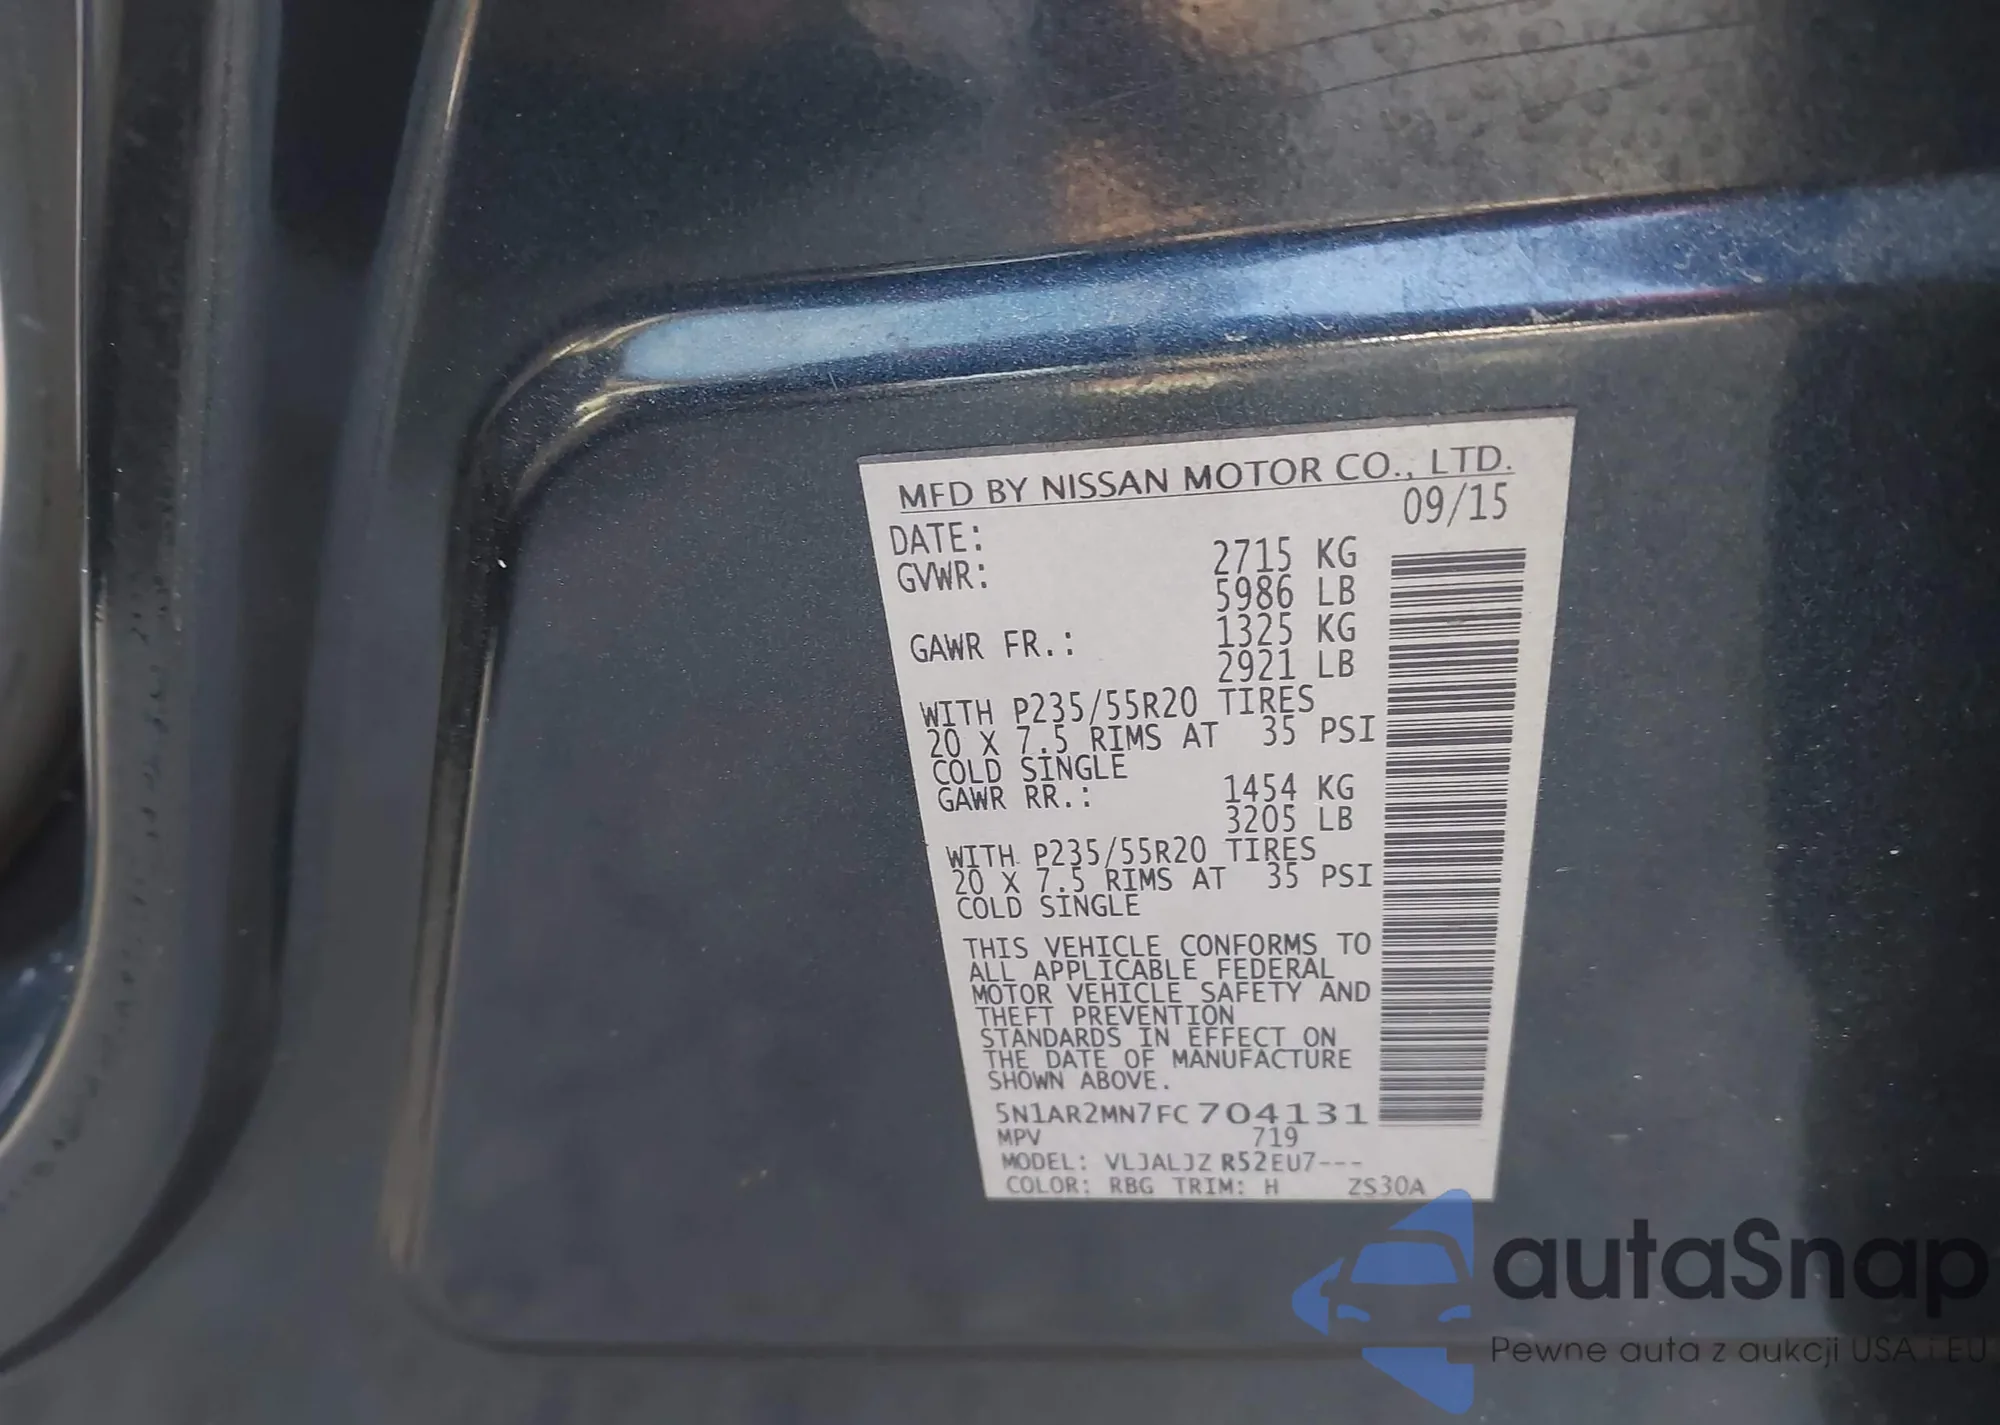 MFD BY NISSAN MOTOR CO., LTD.
DATE: 09/15
GVWR: 2715 KG
5986 LB
GAWR FR.: 1325 KG
2921 LB
WITH P235/55R20 TIRES
20 X 7.5 RIMS AT 35 PSI
COLD SINGLE
GAWR RR.: 1454 KG
3205 LB
WITH P235/55R20 TIRES
20 X 7.5 RIMS AT 35 PSI
COLD SINGLE
THIS VEHICLE CONFORMS TO
ALL APPLICABLE FEDERAL
MOTOR VEHICLE SAFETY AND
THEFT PREVENTION
STANDARDS IN EFFECT ON
THE DATE OF MANUFACTURE
SHOWN ABOVE.
5N1AR2MN7FC704131
MPV 719
MODEL: VLJALJZ R52EU7---
COLOR: RBG TRIM: H ZS30A
autaSnap
Pewne auta z aukcji USA i EU